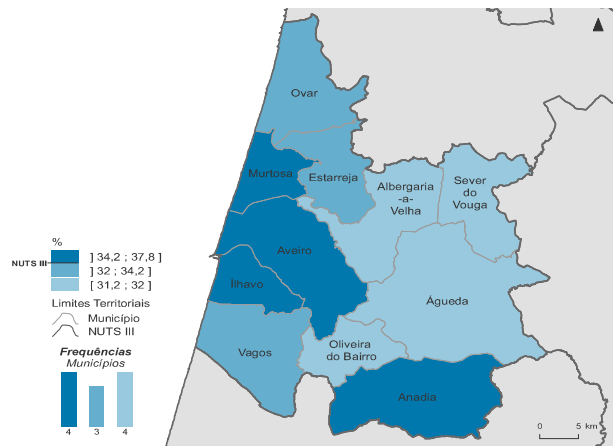 Ovar
Murtosa
Estarreja
Albergaria
-a-
Velha
Sever
do
Vouga
Aveiro
Ílhavo
Águeda
Vagos
Oliveira
do Bairro
Anadia
%
NUTS III
] 34,2 ; 37,8 ]
] 32 ; 34,2 ]
[ 31,2 ; 32 ]
Limites Territoriais
Município
NUTS III
Frequências
Municípios
4 3 4
0 5 km